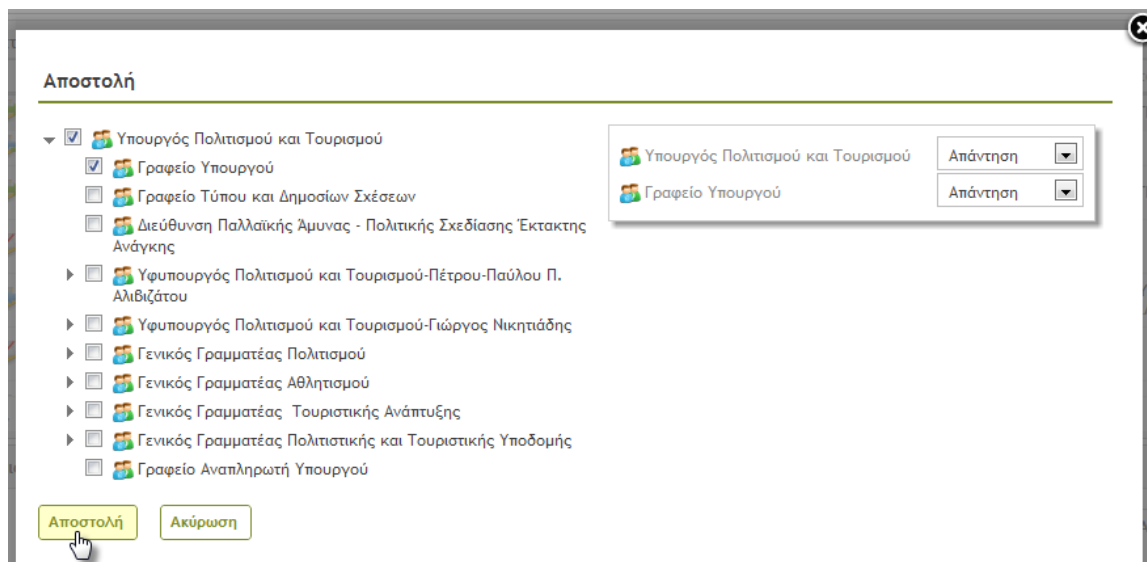 Αποστολή
Υπουργός Πολιτισμού και Τουρισμού
Γραφείο Υπουργού
Γραφείο Τύπου και Δημοσίων Σχέσεων
Διεύθυνση Παλλαϊκής Άμυνας - Πολιτικής Σχεδίασης Έκτακτης
Ανάγκης
Υφυπουργός Πολιτισμού και Τουρισμού-Πέτρου-Παύλου Π.
Αλιβιζάτου
Υφυπουργός Πολιτισμού και Τουρισμού-Γιώργος Νικητιάδης
Γενικός Γραμματέας Πολιτισμού
Γενικός Γραμματέας Αθλητισμού
Γενικός Γραμματέας Τουριστικής Ανάπτυξης
Γενικός Γραμματέας Πολιτιστικής και Τουριστικής Υποδομής
Γραφείο Αναπληρωτή Υπουργού
Υπουργός Πολιτισμού και Τουρισμού Απάντηση
Γραφείο Υπουργού Απάντηση
Αποστολή Ακύρωση